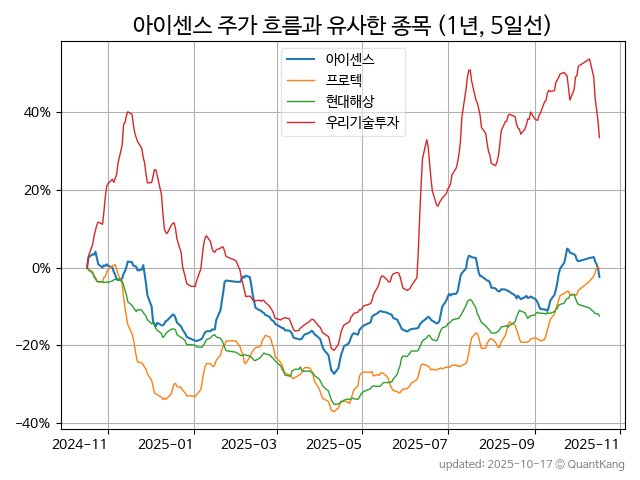 아이센스 주가 흐름과 유사한 종목 (1년, 5일선)
아이센스
프로텍
현대해상
우리기술투자
40%
20%
0%
−20%
−40%
2024−11
2025−01
2025−03
2025−05
2025−07
2025−09
2025−11
updated: 2025-10-17 © QuantKang